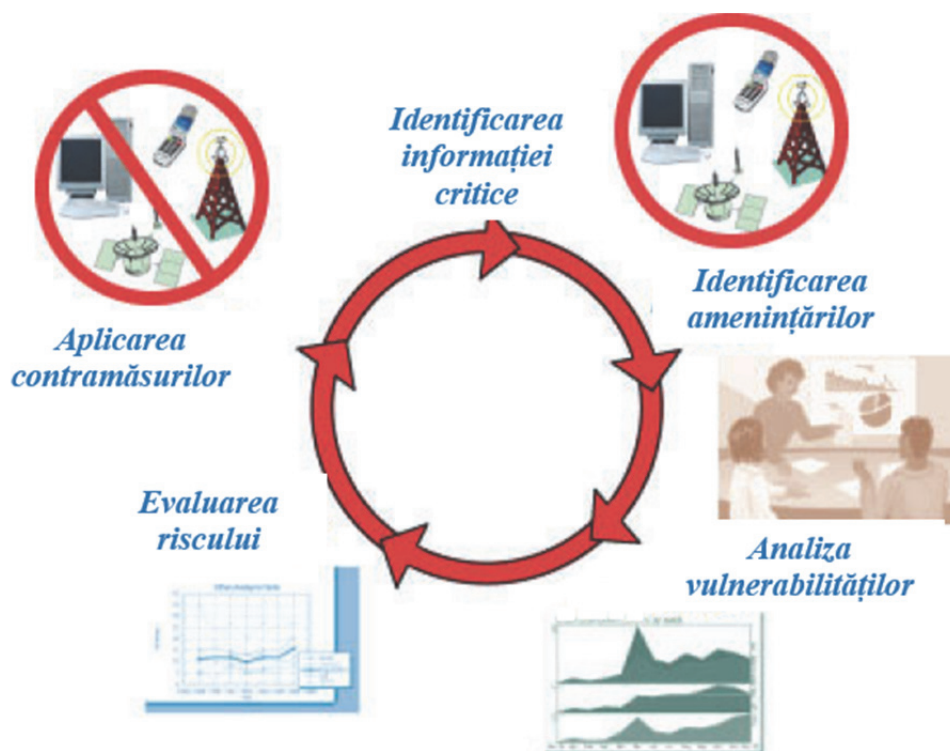 Identificarea
informației
critice
Identificarea
amenințărilor
Analiza
vulnerabilităților
Evaluarea
riscului
Aplicarea
contramăsurilor